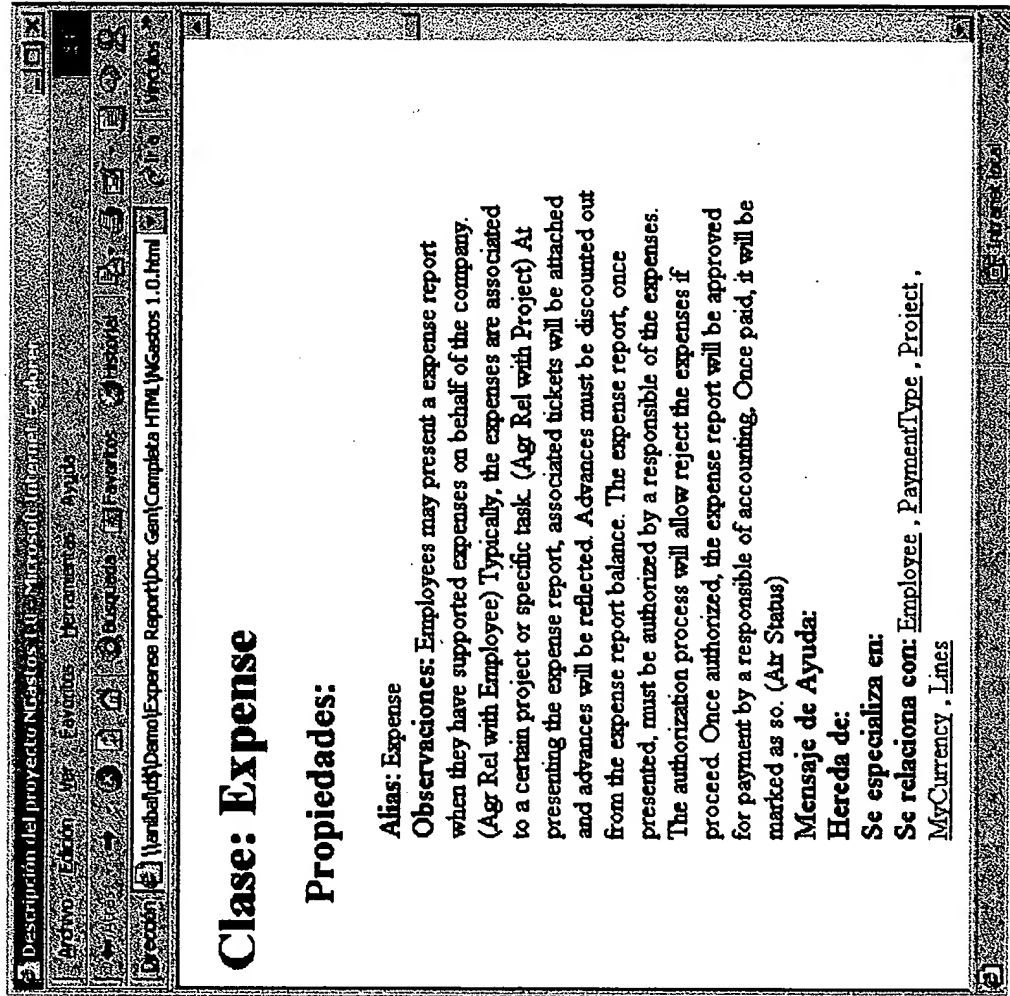 Descripción del proyecto NGastos
Archivo Edición Ver Favoritos Herramientas Ayuda
Atrás Búsqueda Favoritos Historial
Dirección \\anibal\dfs\Demo\Expense Report\Doc Gen\Completa HTML\NGastos 1.0.html Ir a Vínculos
Clase: Expense
Propiedades:
Alias: Expense
Observaciones: Employees may present a expense report
when they have supported expenses on behalf of the company.
(Agr Rel with Employee) Typically, the expenses are associated
to a certain project or specific task. (Agr Rel with Project) At
presenting the expense report, associated tickets will be attached
and advances will be reflected. Advances must be discounted out
from the expense report balance. The expense report, once
presented, must be authorized by a responsible of the expenses.
The authorization process will allow reject the expenses if
proceed. Once authorized, the expense report will be approved
for payment by a responsible of accounting, Once paid, it will be
marked as so. (Atr Status)
Mensaje de Ayuda:
Hereda de:
Se especializa en:
Se relaciona con: Employee , PaymentType , Project ,
MyCurrency , Lines
Intranet local